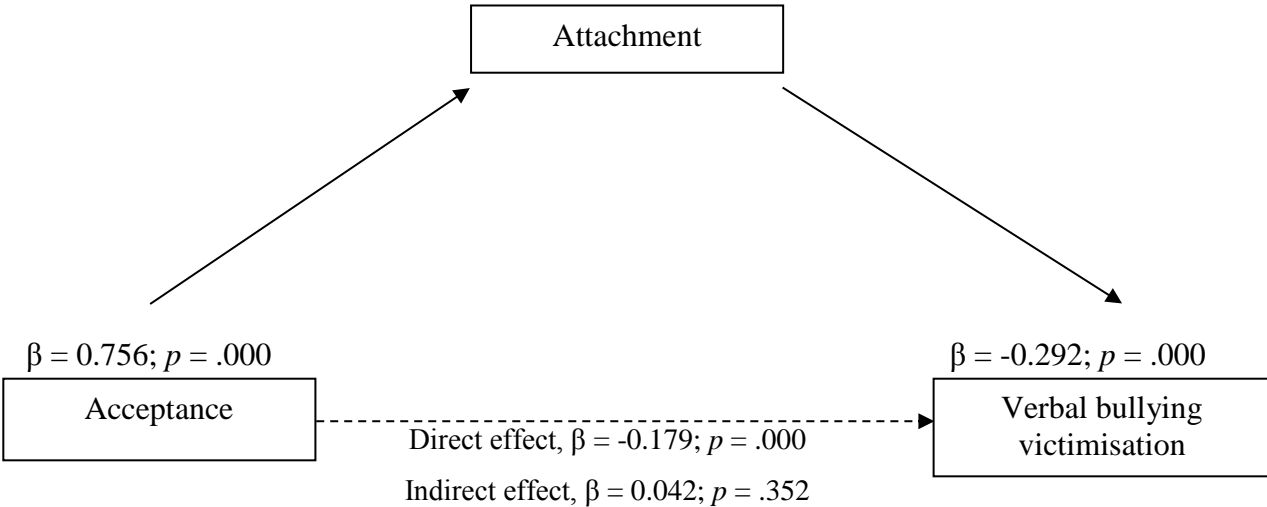 Attachment
β = 0.756; p = .000
β = -0.292; p = .000
Acceptance
Verbal bullying
victimisation
Direct effect, β = -0.179; p = .000
Indirect effect, β = 0.042; p = .352